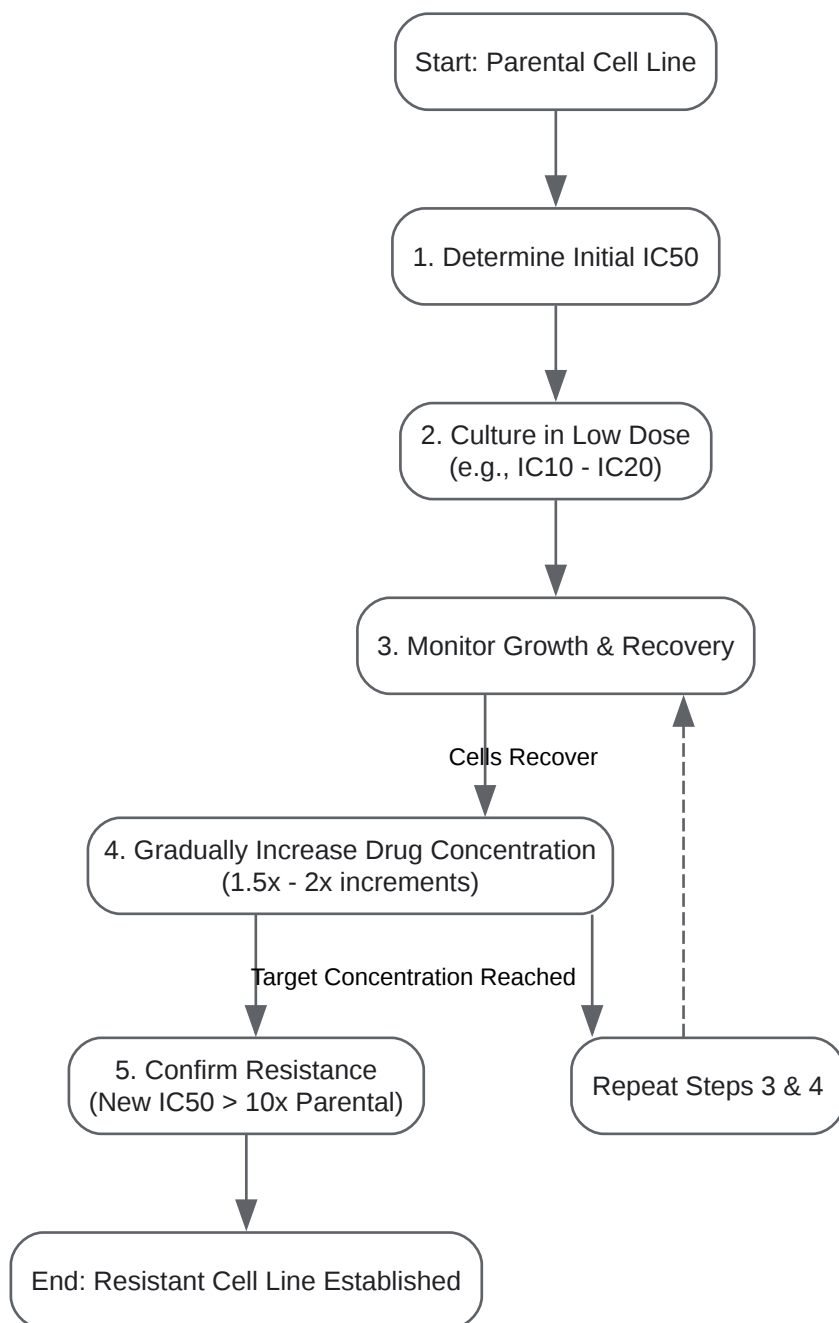 Start: Parental Cell Line
1. Determine Initial IC50
2. Culture in Low Dose
(e.g., IC10 - IC20)
3. Monitor Growth & Recovery
Cells Recover
4. Gradually Increase Drug Concentration
(1.5x - 2x increments)
Target Concentration Reached
5. Confirm Resistance
(New IC50 > 10x Parental)
Repeat Steps 3 & 4
End: Resistant Cell Line Established